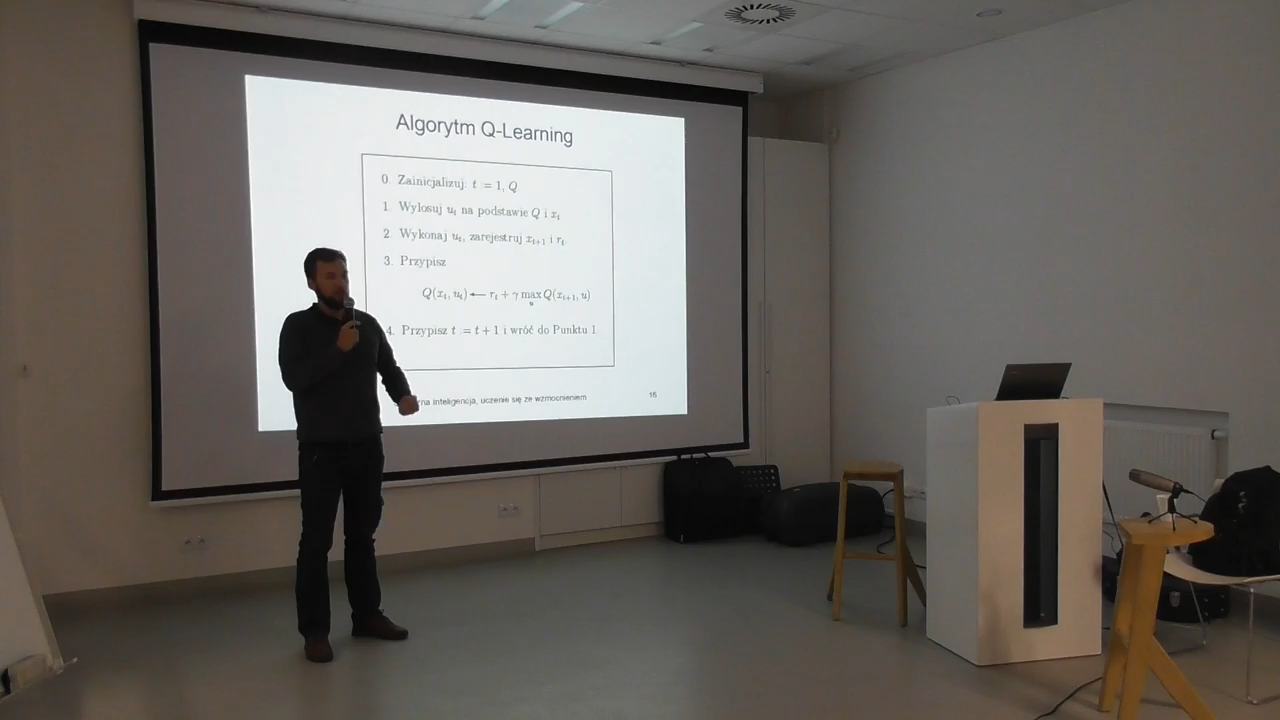 Algorytm Q-Learning
0. Zainicjalizuj: t := 1, Q
1. Wylosuj u_t na podstawie Q i x_t
2. Wykonaj u_t, zarejestruj x_{t+1} i r_t.
3. Przypisz
Q(x_t, u_t) ⟵ r_t + γ max_u Q(x_{t+1}, u)
4. Przypisz t := t + 1 i wróć do Punktu 1.
inteligencja, uczenie się ze wzmocnieniem
16